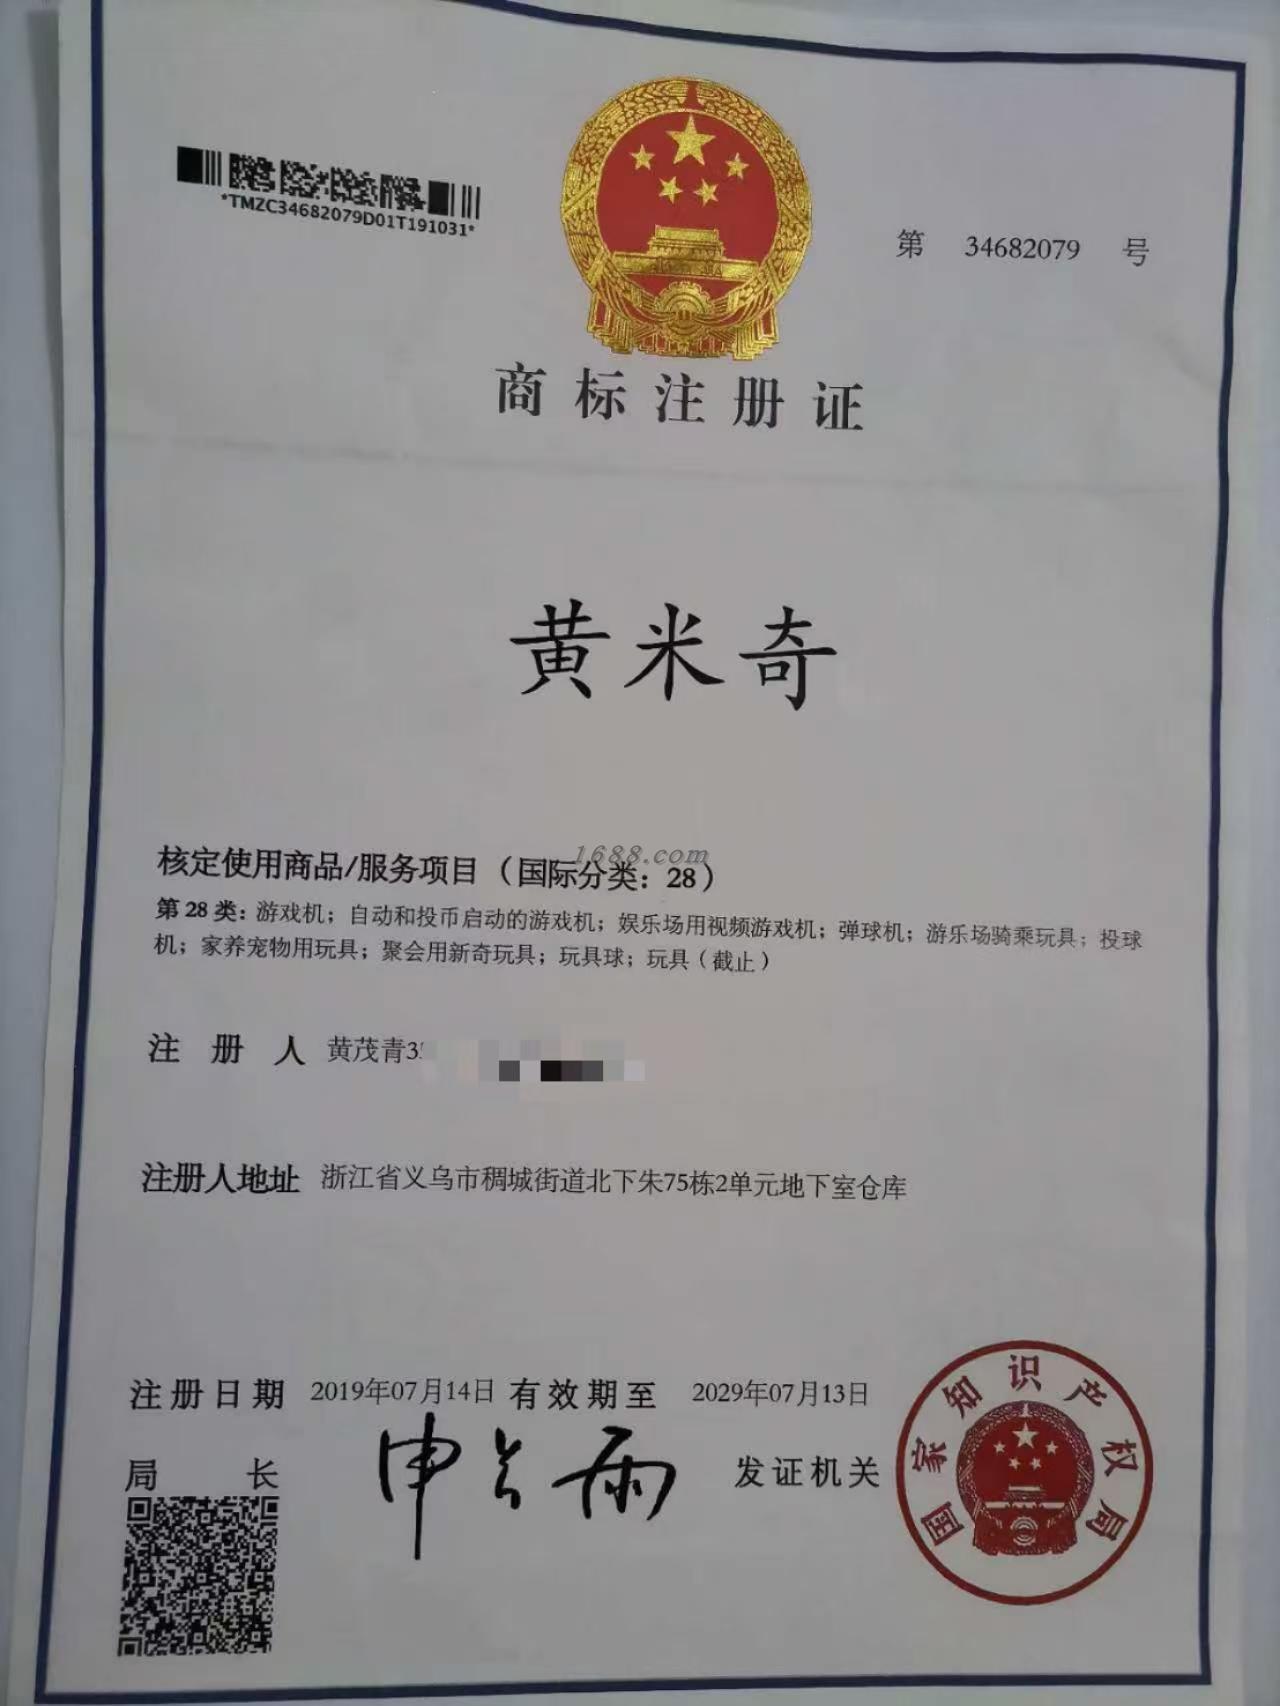 *TMZC34682079D01T191031*
第 34682079 号
商标注册证
黄米奇
1688.com
核定使用商品/服务项目（国际分类：28）
第 28 类：游戏机；自动和投币启动的游戏机；娱乐场用视频游戏机；弹球机；游乐场骑乘玩具；投球
机；家养宠物用玩具；聚会用新奇玩具；玩具球；玩具（截止）
注 册 人 黄茂青3
注册人地址 浙江省义乌市稠城街道北下朱75栋2单元地下室仓库
注册日期 2019年07月14日 有效期至 2029年07月13日
局 长 申长雨 发证机关
国家知识产权局